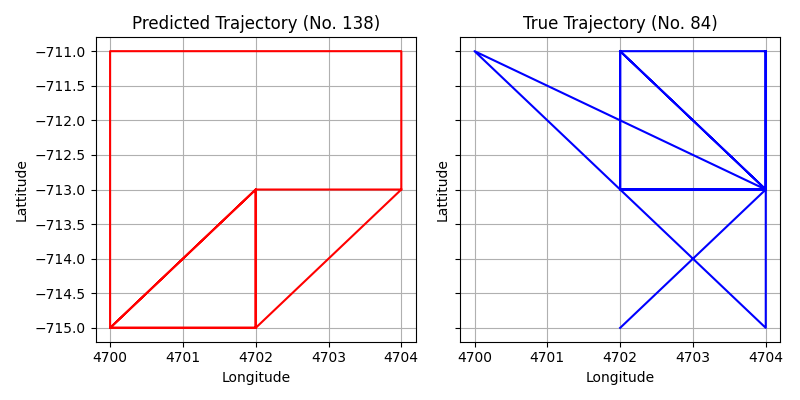 Predicted Trajectory (No. 138)
True Trajectory (No. 84)
Lattitude
−711.0
−711.5
−712.0
−712.5
−713.0
−713.5
−714.0
−714.5
−715.0
4700 4701 4702 4703 4704
Longitude
Lattitude
4700 4701 4702 4703 4704
Longitude